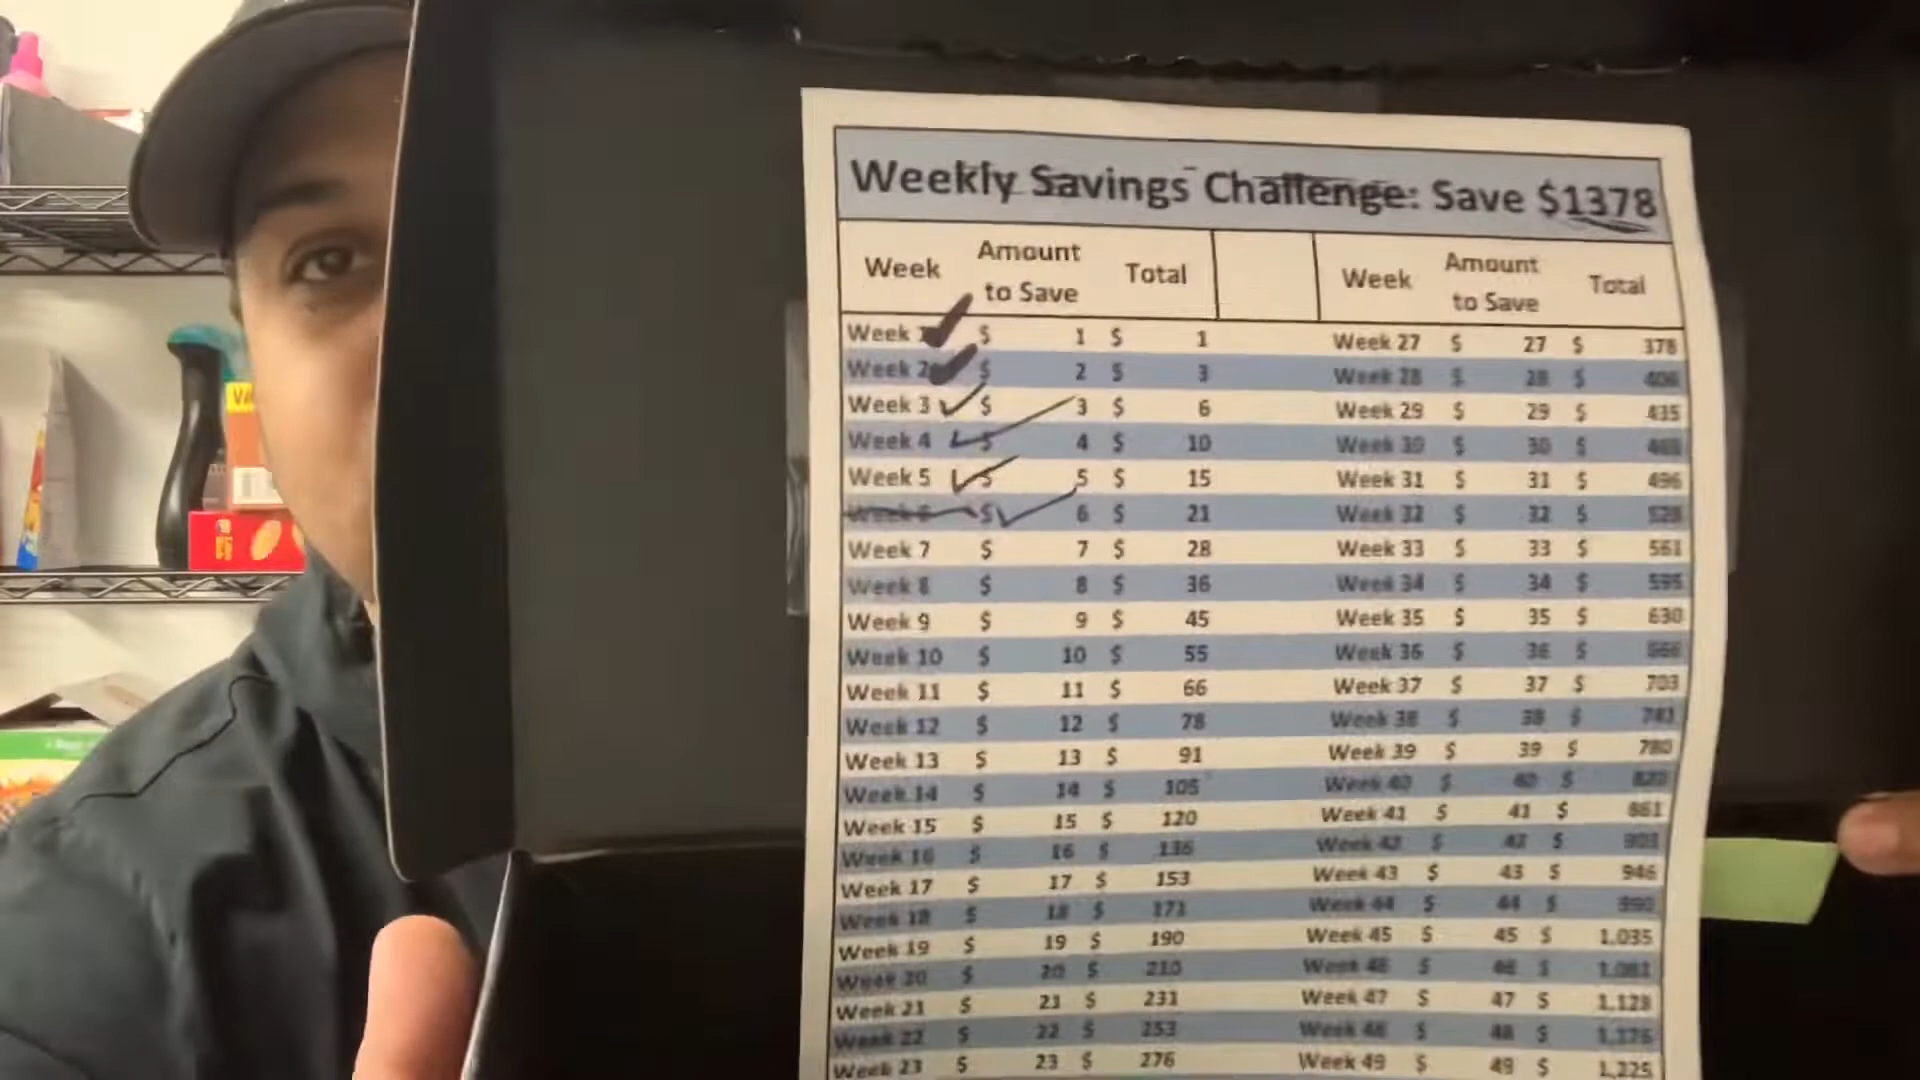 Weekly Savings Challenge: Save $1378
Week Amount to Save Total Week Amount to Save Total
Week 1 $ 1 $ 1 Week 27 $ 27 $ 378
Week 2 $ 2 $ 3 Week 28 $ 28 $ 406
Week 3 $ 3 $ 6 Week 29 $ 29 $ 435
Week 4 $ 4 $ 10 Week 30 $ 30 $ 465
Week 5 $ 5 $ 15 Week 31 $ 31 $ 496
Week 6 $ 6 $ 21 Week 32 $ 32 $ 528
Week 7 $ 7 $ 28 Week 33 $ 33 $ 561
Week 8 $ 8 $ 36 Week 34 $ 34 $ 595
Week 9 $ 9 $ 45 Week 35 $ 35 $ 630
Week 10 $ 10 $ 55 Week 36 $ 36 $ 666
Week 11 $ 11 $ 66 Week 37 $ 37 $ 703
Week 12 $ 12 $ 78 Week 38 $ 38 $ 741
Week 13 $ 13 $ 91 Week 39 $ 39 $ 780
Week 14 $ 14 $ 105 Week 40 $ 40 $ 820
Week 15 $ 15 $ 120 Week 41 $ 41 $ 861
Week 16 $ 16 $ 136 Week 42 $ 42 $ 903
Week 17 $ 17 $ 153 Week 43 $ 43 $ 946
Week 18 $ 18 $ 171 Week 44 $ 44 $ 990
Week 19 $ 19 $ 190 Week 45 $ 45 $ 1,035
Week 20 $ 20 $ 210 Week 46 $ 46 $ 1,081
Week 21 $ 21 $ 231 Week 47 $ 47 $ 1,128
Week 22 $ 22 $ 253 Week 48 $ 48 $ 1,176
Week 23 $ 23 $ 276 Week 49 $ 49 $ 1,225